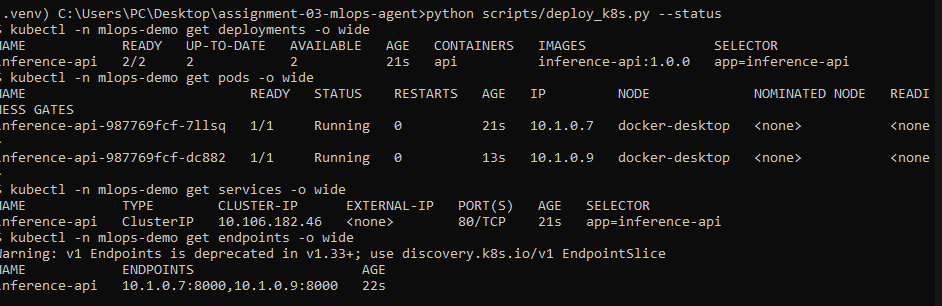 .venv) C:\Users\PC\Desktop\assignment-03-mlops-agent>python scripts/deploy_k8s.py --status
$ kubectl -n mlops-demo get deployments -o wide
NAME READY UP-TO-DATE AVAILABLE AGE CONTAINERS IMAGES SELECTOR
inference-api 2/2 2 2 21s api inference-api:1.0.0 app=inference-api
$ kubectl -n mlops-demo get pods -o wide
NAME READY STATUS RESTARTS AGE IP NODE NOMINATED NODE READI
NESS GATES
inference-api-987769fcf-7llsq 1/1 Running 0 21s 10.1.0.7 docker-desktop <none> <none
>
inference-api-987769fcf-dc882 1/1 Running 0 13s 10.1.0.9 docker-desktop <none> <none
>
$ kubectl -n mlops-demo get services -o wide
NAME TYPE CLUSTER-IP EXTERNAL-IP PORT(S) AGE SELECTOR
inference-api ClusterIP 10.106.182.46 <none> 80/TCP 21s app=inference-api
$ kubectl -n mlops-demo get endpoints -o wide
Warning: v1 Endpoints is deprecated in v1.33+; use discovery.k8s.io/v1 EndpointSlice
NAME ENDPOINTS AGE
inference-api 10.1.0.7:8000,10.1.0.9:8000 22s